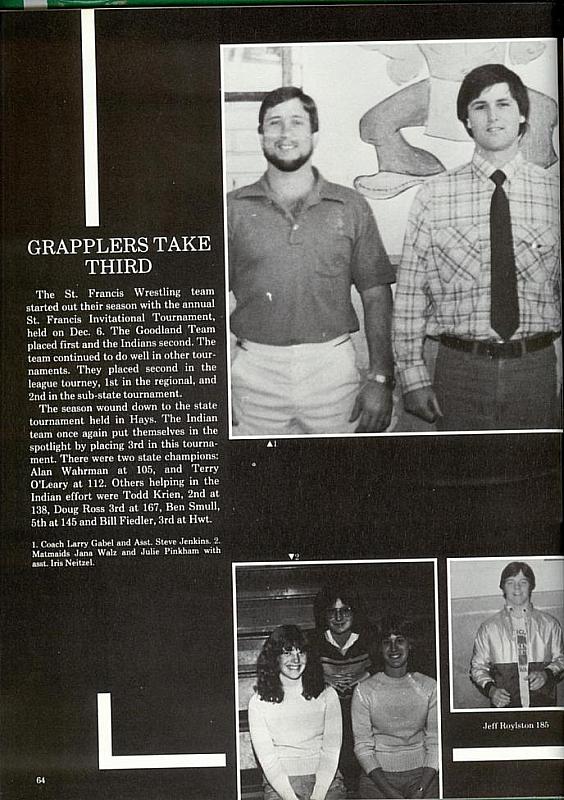 GRAPPLERS TAKE
THIRD
The St. Francis Wrestling team
started out their season with the annual
St. Francis Invitational Tournament,
held on Dec. 6. The Goodland Team
placed first and the Indians second. The
team continued to do well in other tour-
naments. They placed second in the
league tourney, 1st in the regional, and
2nd in the sub-state tournament.
The season wound down to the state
tournament held in Hays. The Indian
team once again put themselves in the
spotlight by placing 3rd in this tourna-
ment. There were two state champions:
Alan Wahrman at 105, and Terry
O'Leary at 112. Others helping in the
Indian effort were Todd Krien, 2nd at
138, Doug Ross 3rd at 167, Ben Smull,
5th at 145 and Bill Fiedler, 3rd at Hwt.
1. Coach Larry Gabel and Asst. Steve Jenkins. 2.
Matmaids Jana Walz and Julie Pinkham with
asst. Iris Neitzel.
▲1
▼2
Jeff Roylston 185
64